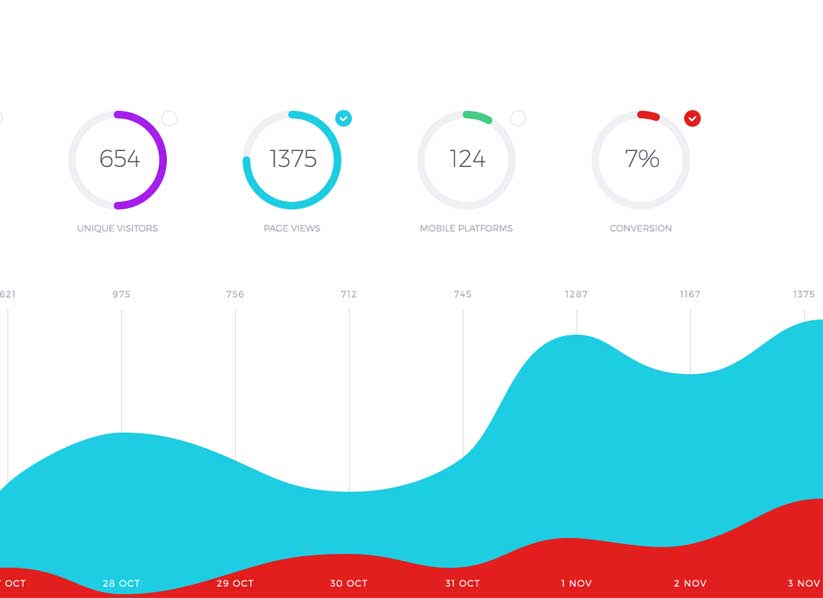 654
1375
124
7%
UNIQUE VISITORS
PAGE VIEWS
MOBILE PLATFORMS
CONVERSION
621
975
756
712
745
1287
1167
1375
OCT
28 OCT
29 OCT
30 OCT
31 OCT
1 NOV
2 NOV
3 NOV